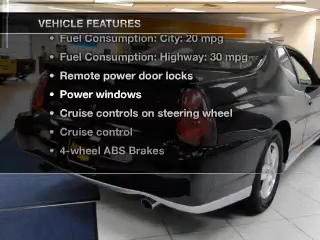 VEHICLE FEATURES
• Fuel Consumption: City: 20 mpg
• Fuel Consumption: Highway: 30 mpg
• Remote power door locks
• Power windows
• Cruise controls on steering wheel
• Cruise control
• 4-wheel ABS Brakes